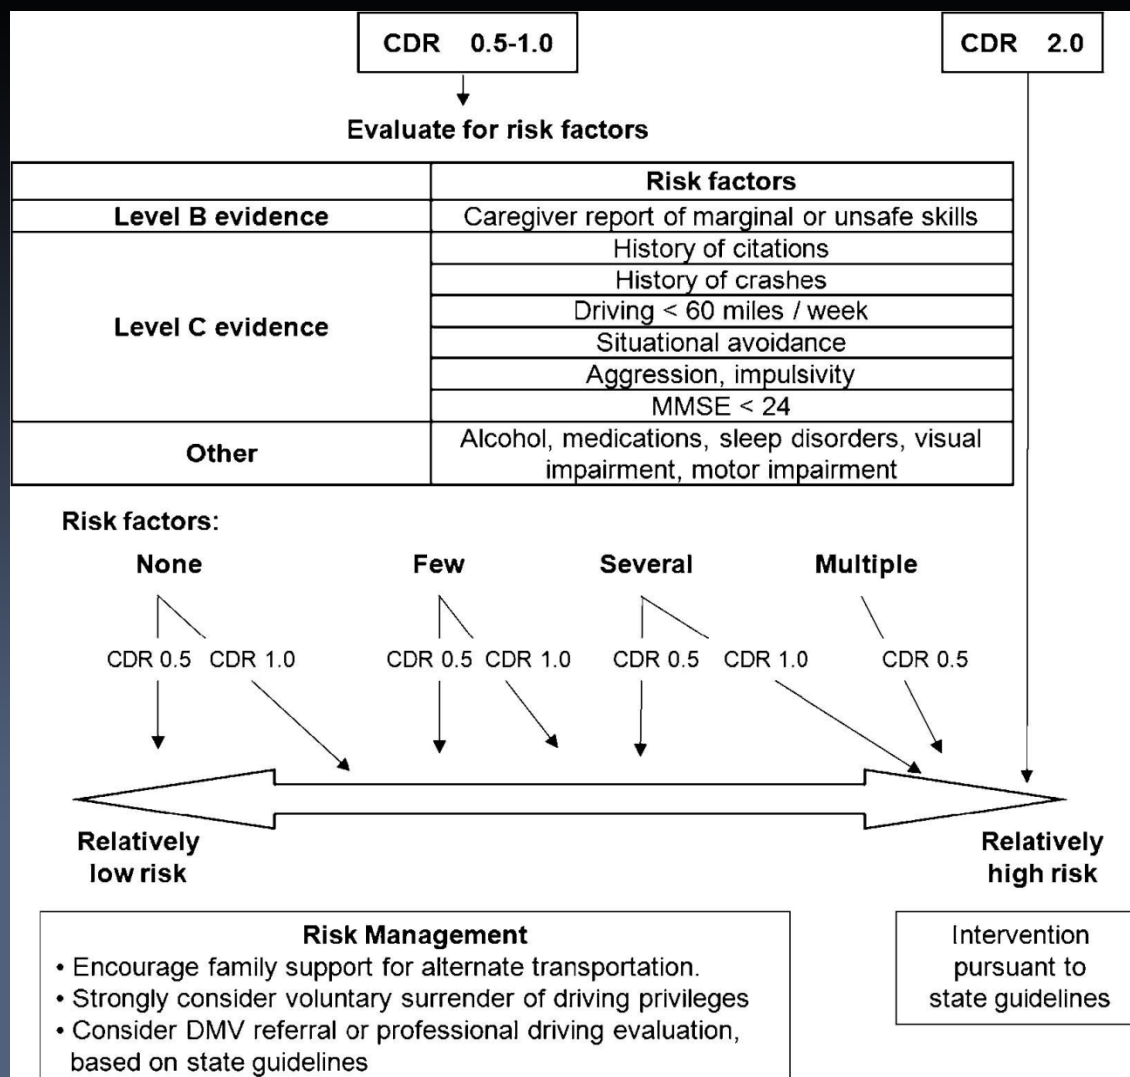 CDR 0.5-1.0
CDR 2.0
Evaluate for risk factors
Risk factors
Level B evidence
Caregiver report of marginal or unsafe skills
Level C evidence
History of citations
History of crashes
Driving < 60 miles / week
Situational avoidance
Aggression, impulsivity
MMSE < 24
Other
Alcohol, medications, sleep disorders, visual
impairment, motor impairment
Risk factors:
None
Few
Several
Multiple
CDR 0.5
CDR 1.0
CDR 0.5
CDR 1.0
CDR 0.5
CDR 1.0
CDR 0.5
Relatively
low risk
Relatively
high risk
Risk Management
• Encourage family support for alternate transportation.
• Strongly consider voluntary surrender of driving privileges
• Consider DMV referral or professional driving evaluation,
based on state guidelines
Intervention
pursuant to
state guidelines